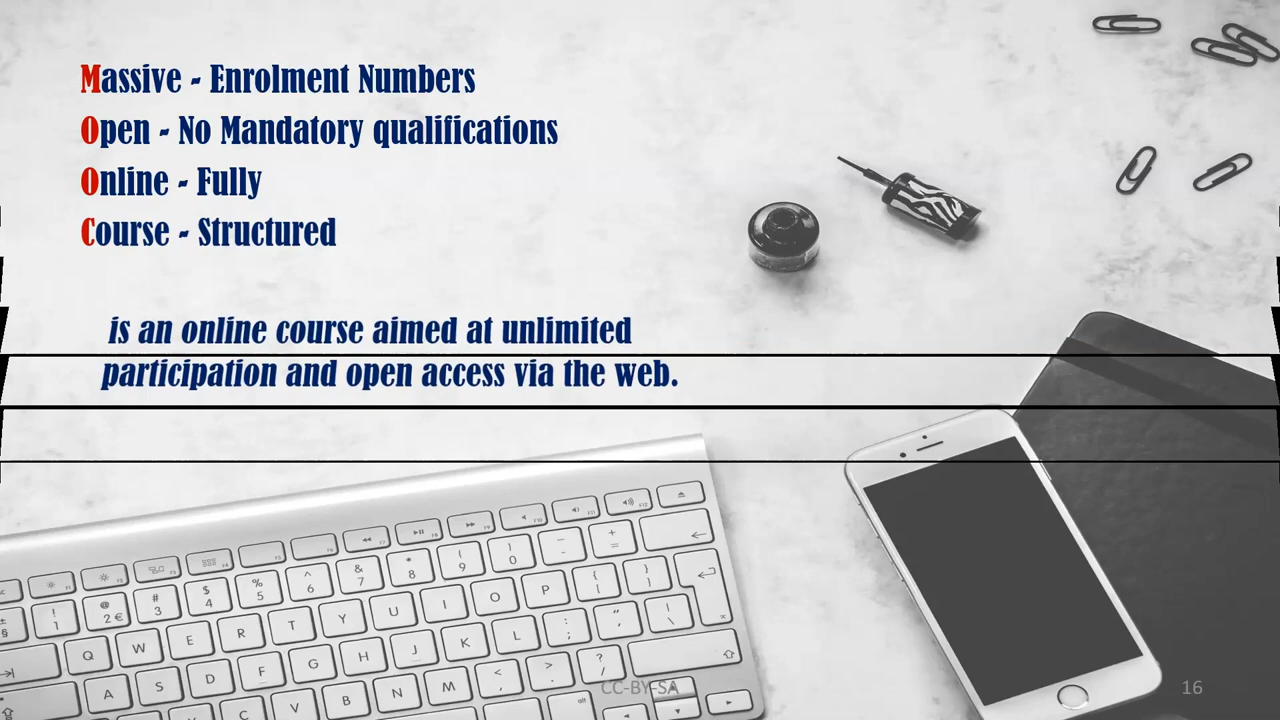 Massive - Enrolment Numbers
Open - No Mandatory qualifications
Online - Fully
Course - Structured
is an online course aimed at unlimited
participation and open access via the web.
CC-BY-SA
16